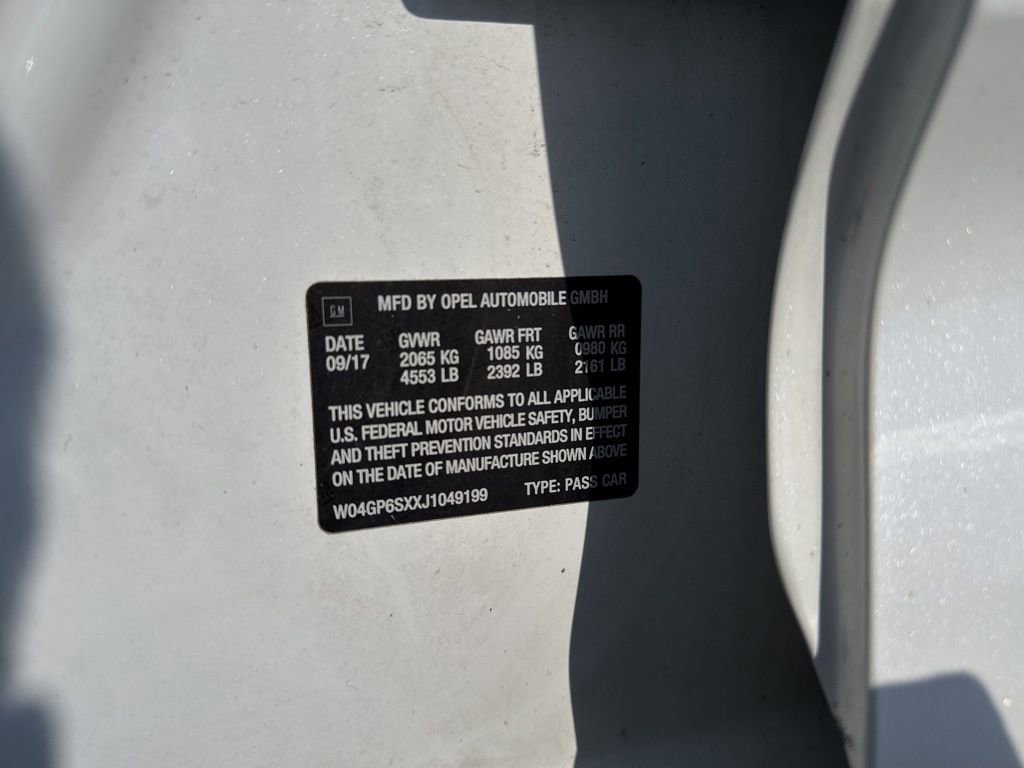 GM
MFD BY OPEL AUTOMOBILE GMBH
DATE GVWR GAWR FRT GAWR RR
09/17 2065 KG 1085 KG 0980 KG
4553 LB 2392 LB 2161 LB
THIS VEHICLE CONFORMS TO ALL APPLICABLE
U.S. FEDERAL MOTOR VEHICLE SAFETY, BUMPER
AND THEFT PREVENTION STANDARDS IN EFFECT
ON THE DATE OF MANUFACTURE SHOWN ABOVE
W04GP6SXXJ1049199 TYPE: PASS CAR